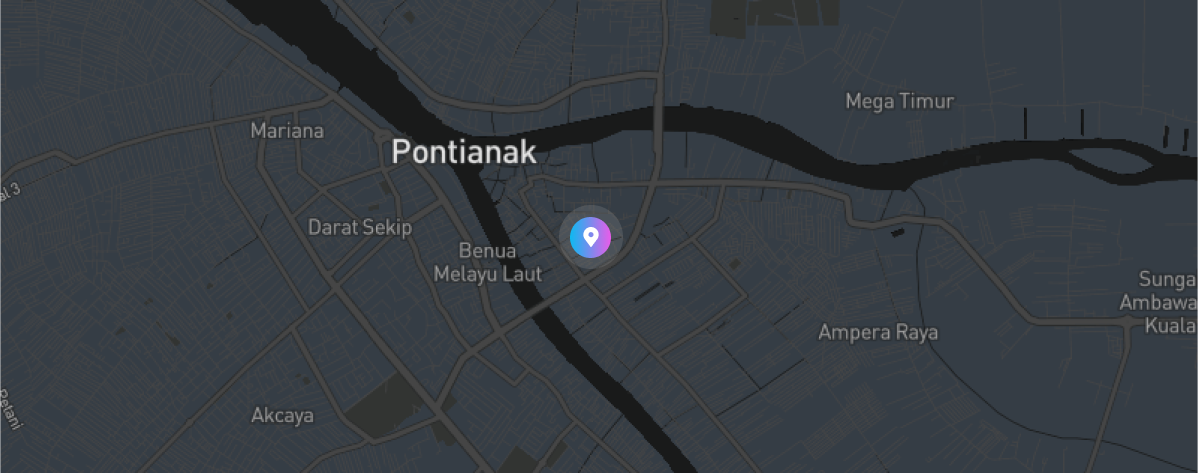 Mega Timur
Mariana
Pontianak
al 3
Darat Sekip
Benua
Melayu Laut
Sunga
Ambawa
Kuala
Ampera Raya
Petani
Akcaya